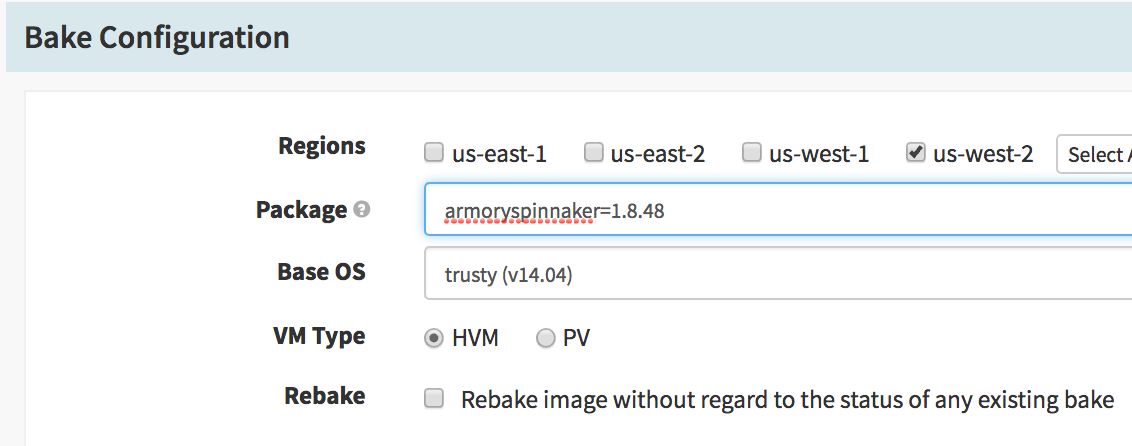 Bake Configuration
Regions us-east-1 us-east-2 us-west-1 us-west-2 Select A
Package armoryspinnaker=1.8.48
Base OS trusty (v14.04)
VM Type HVM PV
Rebake Rebake image without regard to the status of any existing bake